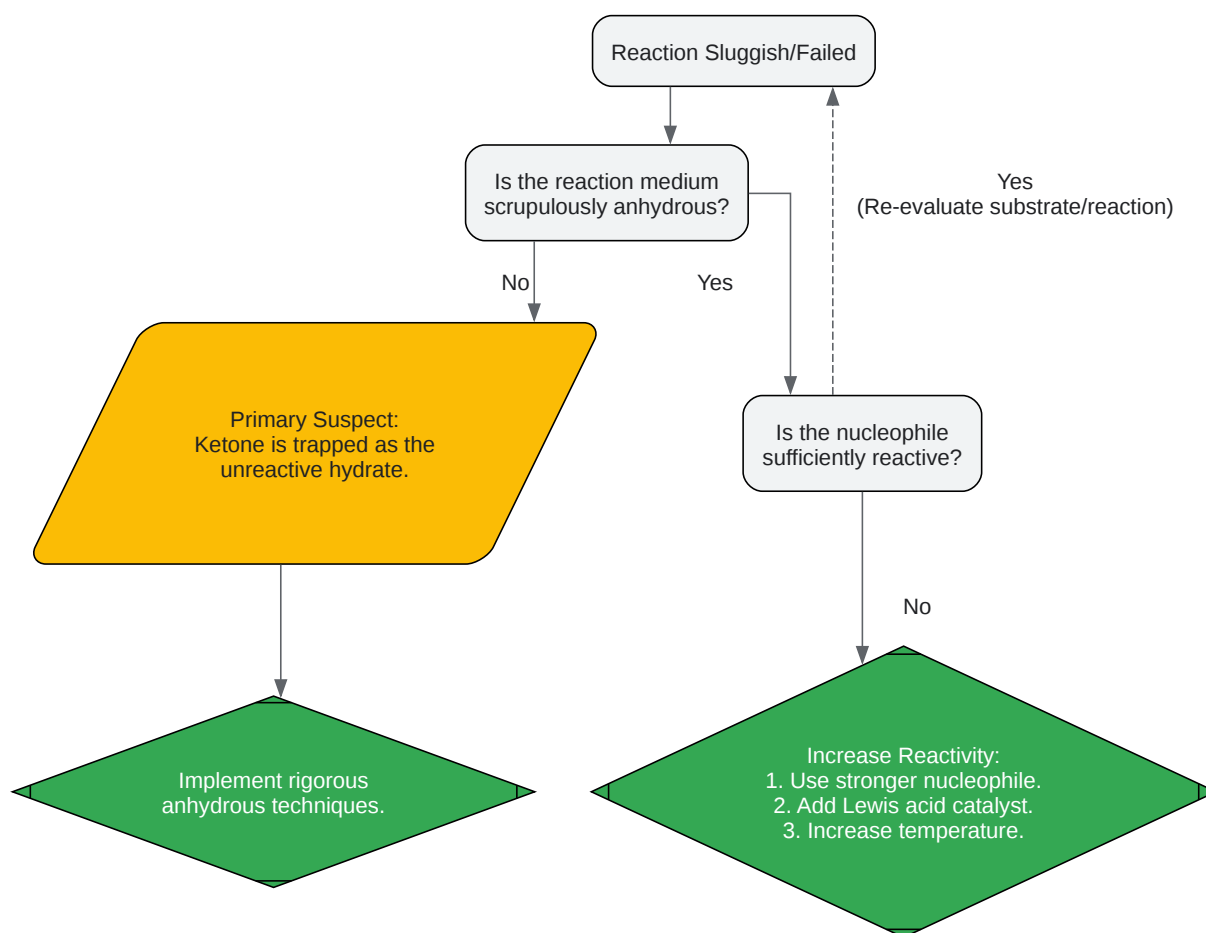 Reaction Sluggish/Failed
Is the reaction medium
scrupulously anhydrous?
Yes
(Re-evaluate substrate/reaction)
No
Yes
Primary Suspect:
Ketone is trapped as the
unreactive hydrate.
Is the nucleophile
sufficiently reactive?
No
Implement rigorous
anhydrous techniques.
Increase Reactivity:
1. Use stronger nucleophile.
2. Add Lewis acid catalyst.
3. Increase temperature.